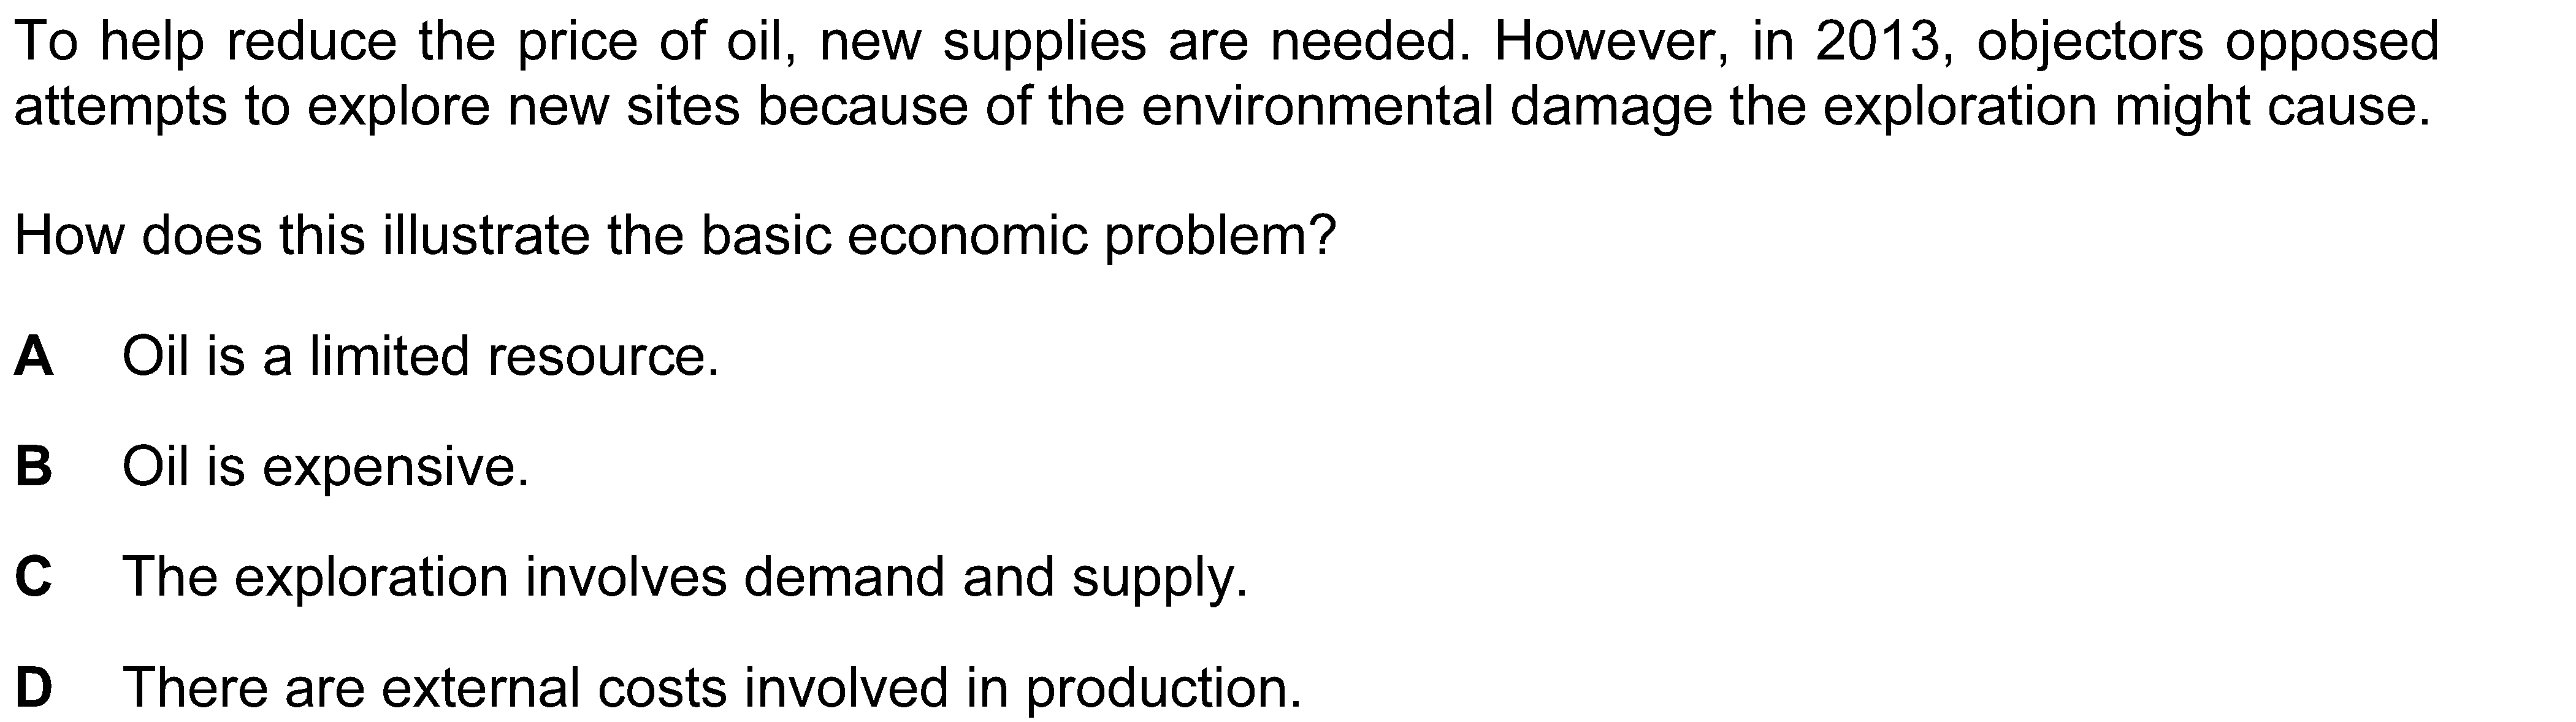 To help reduce the price of oil, new supplies are needed. However, in 2013, objectors opposed
attempts to explore new sites because of the environmental damage the exploration might cause.
How does this illustrate the basic economic problem?
A Oil is a limited resource.
B Oil is expensive.
C The exploration involves demand and supply.
D There are external costs involved in production.